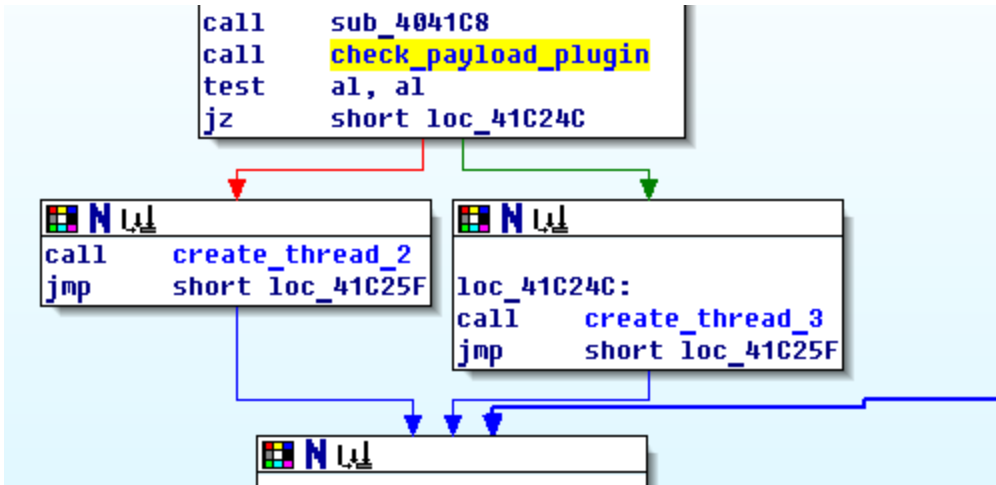 call sub_4041C8
call check_payload_plugin
test al, al
jz short loc_41C24C
N
call create_thread_2
jmp short loc_41C25F
N
loc_41C24C:
call create_thread_3
jmp short loc_41C25F
N